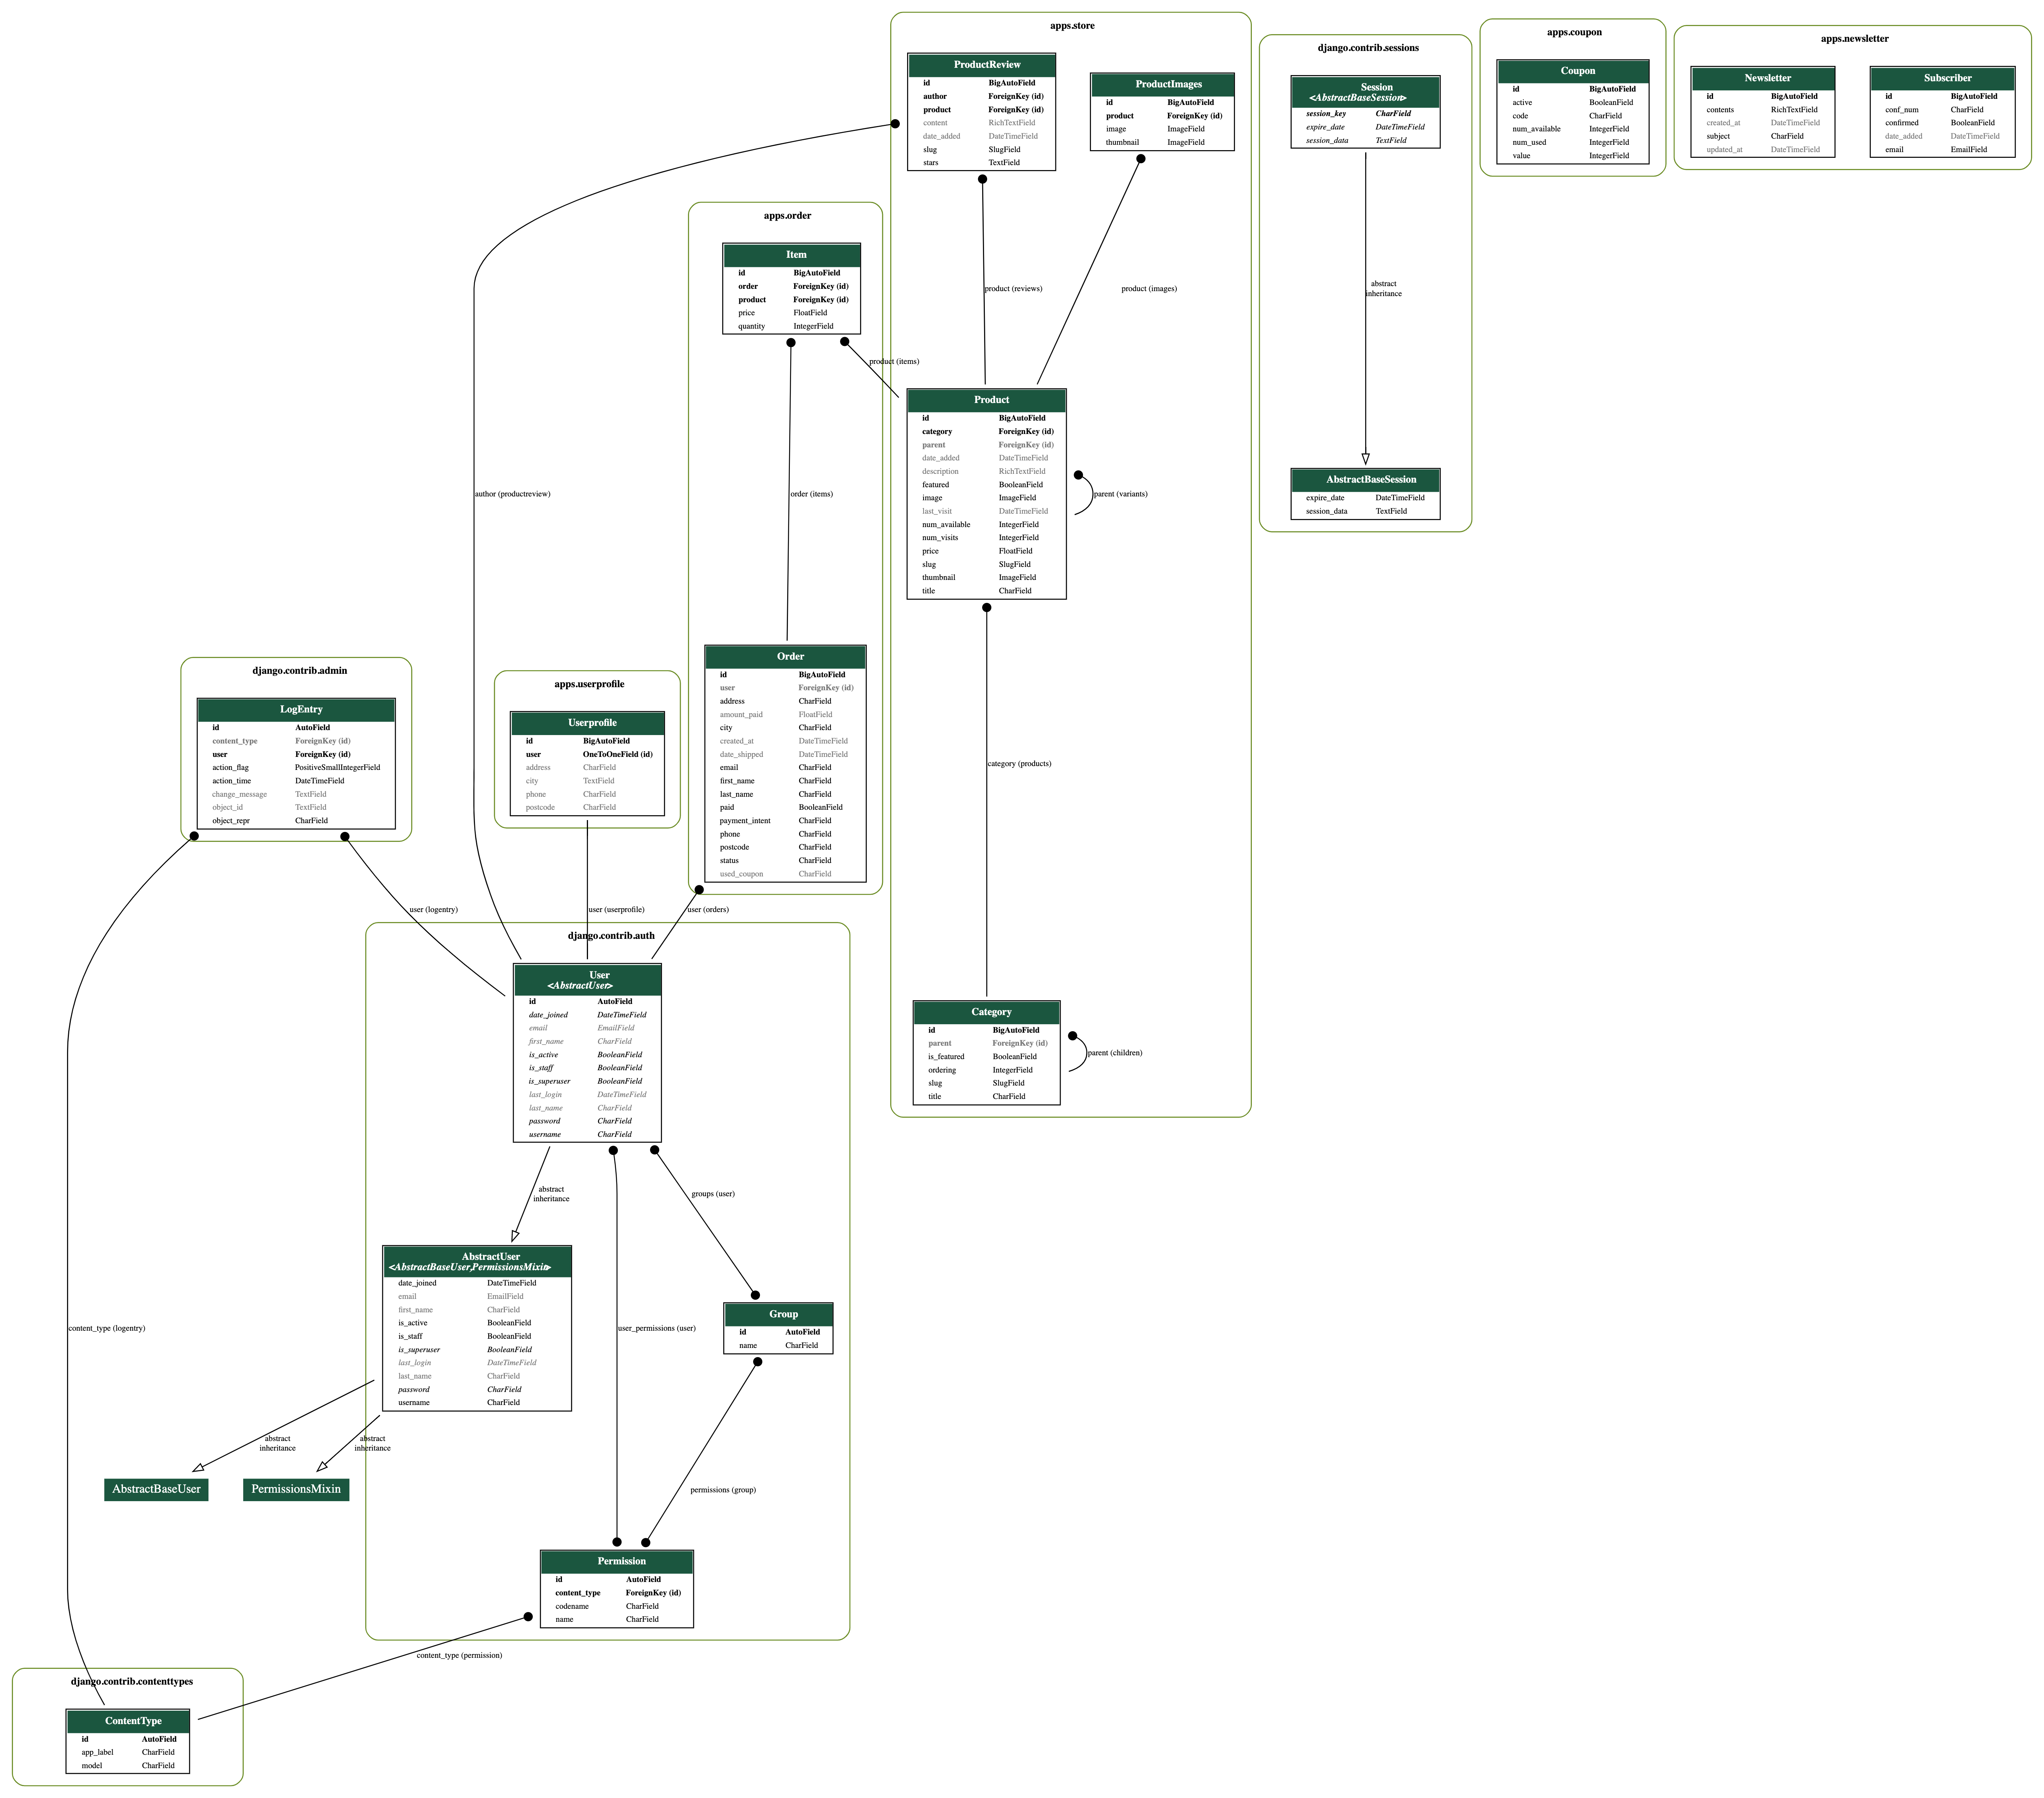 apps.store
ProductReview
id BigAutoField
author ForeignKey (id)
product ForeignKey (id)
content RichTextField
date_added DateTimeField
slug SlugField
stars TextField
ProductImages
id BigAutoField
product ForeignKey (id)
image ImageField
thumbnail ImageField
product (reviews)
product (images)
Product
id BigAutoField
category ForeignKey (id)
parent ForeignKey (id)
date_added DateTimeField
description RichTextField
featured BooleanField
image ImageField
last_visit DateTimeField
num_available IntegerField
num_visits IntegerField
price FloatField
slug SlugField
thumbnail ImageField
title CharField
parent (variants)
category (products)
Category
id BigAutoField
parent ForeignKey (id)
is_featured BooleanField
ordering IntegerField
slug SlugField
title CharField
parent (children)
django.contrib.sessions
Session
<AbstractBaseSession>
session_key CharField
expire_date DateTimeField
session_data TextField
abstract
inheritance
AbstractBaseSession
expire_date DateTimeField
session_data TextField
apps.coupon
Coupon
id BigAutoField
active BooleanField
code CharField
num_available IntegerField
num_used IntegerField
value IntegerField
apps.newsletter
Newsletter
id BigAutoField
contents RichTextField
created_at DateTimeField
subject CharField
updated_at DateTimeField
Subscriber
id BigAutoField
conf_num CharField
confirmed BooleanField
date_added DateTimeField
email EmailField
apps.order
Item
id BigAutoField
order ForeignKey (id)
product ForeignKey (id)
price FloatField
quantity IntegerField
product (items)
order (items)
author (productreview)
Order
id BigAutoField
user ForeignKey (id)
address CharField
amount_paid FloatField
city CharField
created_at DateTimeField
date_shipped DateTimeField
email CharField
first_name CharField
last_name CharField
paid BooleanField
payment_intent CharField
phone CharField
postcode CharField
status CharField
used_coupon CharField
django.contrib.admin
LogEntry
id AutoField
content_type ForeignKey (id)
user ForeignKey (id)
action_flag PositiveSmallIntegerField
action_time DateTimeField
change_message TextField
object_id TextField
object_repr CharField
apps.userprofile
Userprofile
id BigAutoField
user OneToOneField (id)
address CharField
city TextField
phone CharField
postcode CharField
user (logentry)
user (userprofile)
user (orders)
django.contrib.auth
User
<AbstractUser>
id AutoField
date_joined DateTimeField
email EmailField
first_name CharField
is_active BooleanField
is_staff BooleanField
is_superuser BooleanField
last_login DateTimeField
last_name CharField
password CharField
username CharField
abstract
inheritance
groups (user)
AbstractUser
<AbstractBaseUser,PermissionsMixin>
date_joined DateTimeField
email EmailField
first_name CharField
is_active BooleanField
is_staff BooleanField
is_superuser BooleanField
last_login DateTimeField
last_name CharField
password CharField
username CharField
Group
id AutoField
name CharField
content_type (logentry)
user_permissions (user)
abstract
inheritance
abstract
inheritance
AbstractBaseUser
PermissionsMixin
permissions (group)
Permission
id AutoField
content_type ForeignKey (id)
codename CharField
name CharField
content_type (permission)
django.contrib.contenttypes
ContentType
id AutoField
app_label CharField
model CharField